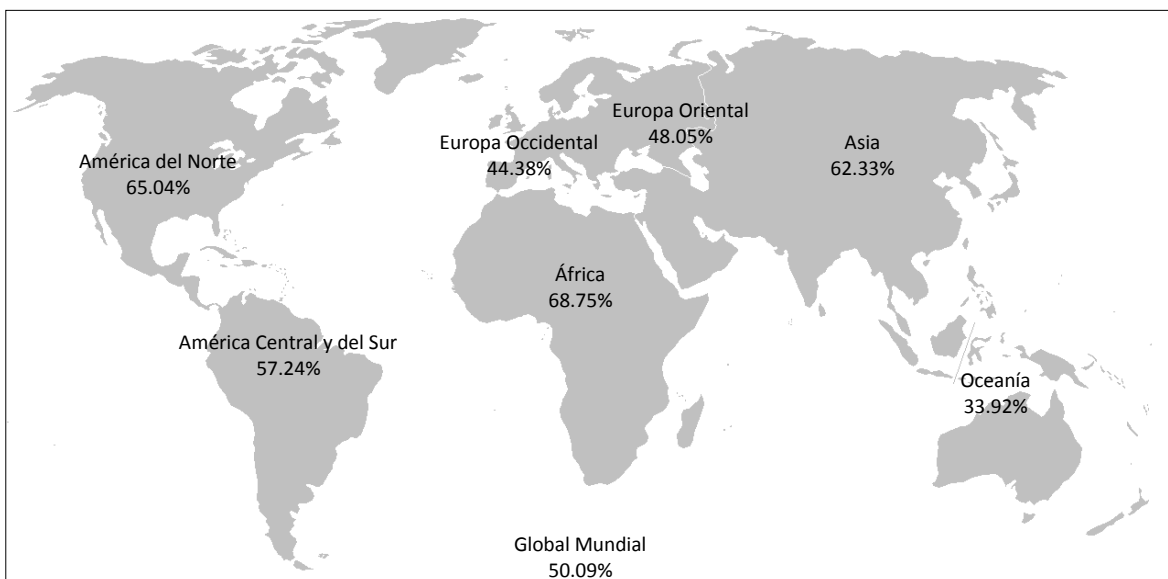 Europa Oriental
48.05%
Europa Occidental
44.38%
Asia
62.33%
América del Norte
65.04%
África
68.75%
América Central y del Sur
57.24%
Oceanía
33.92%
Global Mundial
50.09%